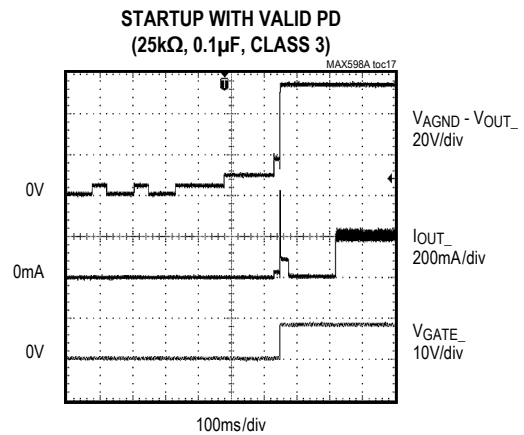 STARTUP WITH VALID PD
(25kΩ, 0.1µF, CLASS 3)
MAX598A toc17
T
VAGND - VOUT_
20V/div
0V
IOUT_
200mA/div
0mA
VGATE_
10V/div
0V
100ms/div